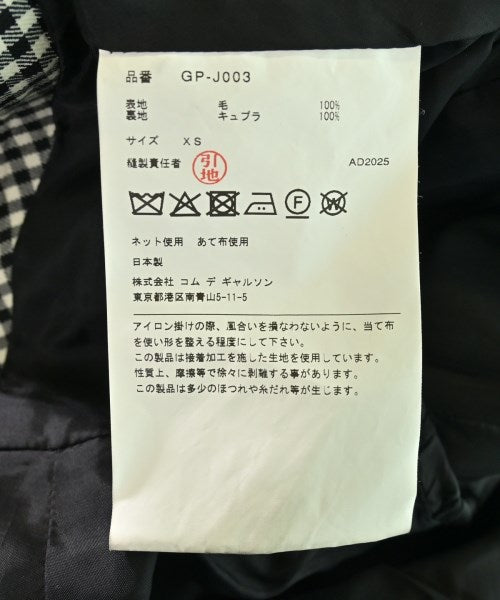 品番 GP-J003
表地 毛 100%
裏地 キュプラ 100%
サイズ XS
縫製責任者 引地 AD2025
F W
ネット使用 あて布使用
日本製
株式会社 コム デ ギャルソン
東京都港区南青山5-11-5
アイロン掛けの際、風合いを損なわないように、当て布
を使い形を整える程度にして下さい。
この製品は接着加工を施した生地を使用しています。
性質上、摩擦等で徐々に剥離する事があります。
この製品は多少のほつれや糸だれ等が生じます。